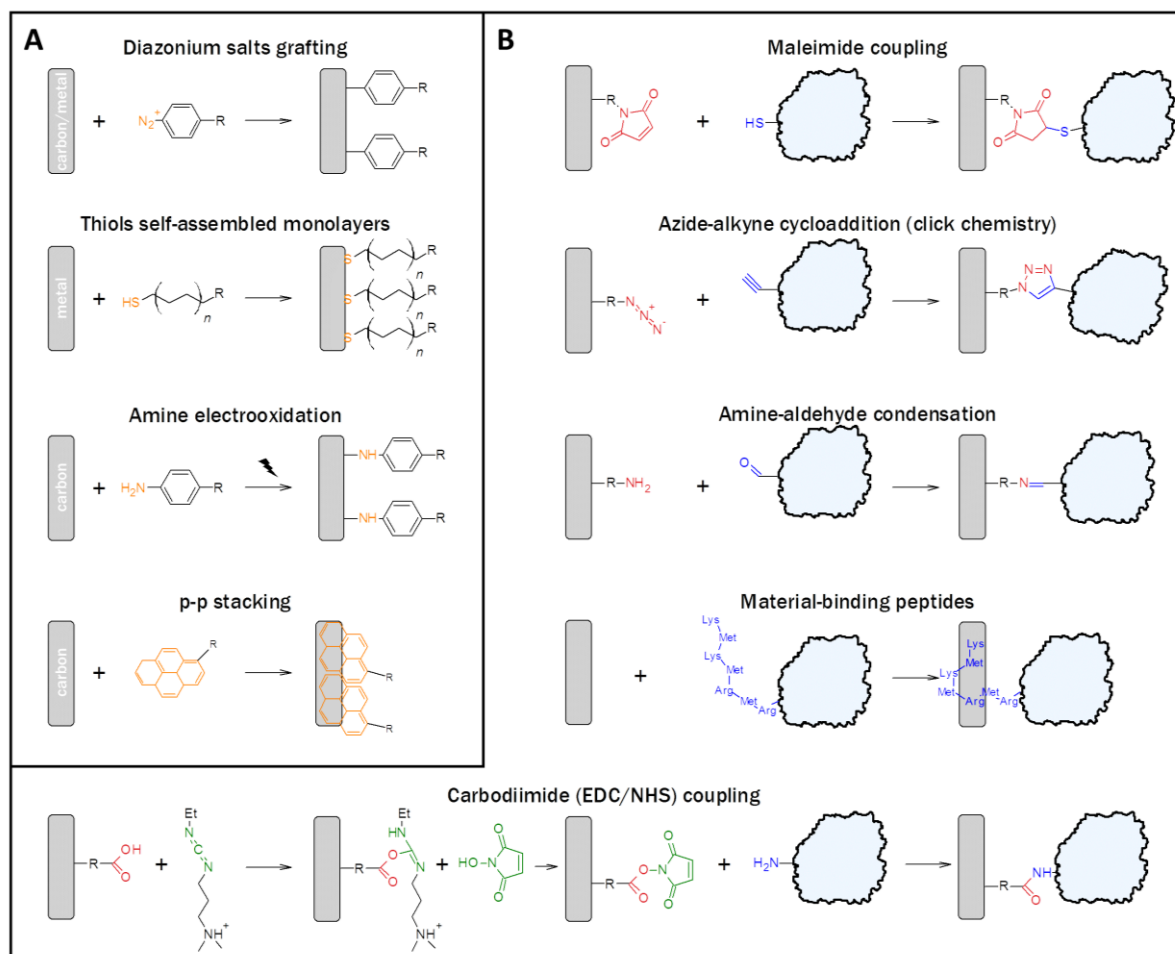 A
Diazonium salts grafting
carbon/metal
+
N2+
R
R
R
Thiols self-assembled monolayers
metal
+
HS
n
R
S
n
R
S
n
R
S
n
R
Amine electrooxidation
carbon
+
H2N
R
NH
R
NH
R
p-p stacking
carbon
+
R
R
R
B
Maleimide coupling
R
N
O
O
+
HS
R
N
O
O
S
Azide-alkyne cycloaddition (click chemistry)
R
N
N+
N-
+
R
N
N
N
Amine-aldehyde condensation
R
NH2
+
O
R
N
Material-binding peptides
+
Lys
Met
Lys
Met
Arg
Met
Arg
Lys
Met
Lys
Met
Arg
Met
Arg
Carbodiimide (EDC/NHS) coupling
R
OH
O
+
Et
N
C
N
NH+
R
O
O
Et
HN
N
NH+
+
HO
N
O
O
R
O
O
N
O
O
+
H2N
R
O
NH